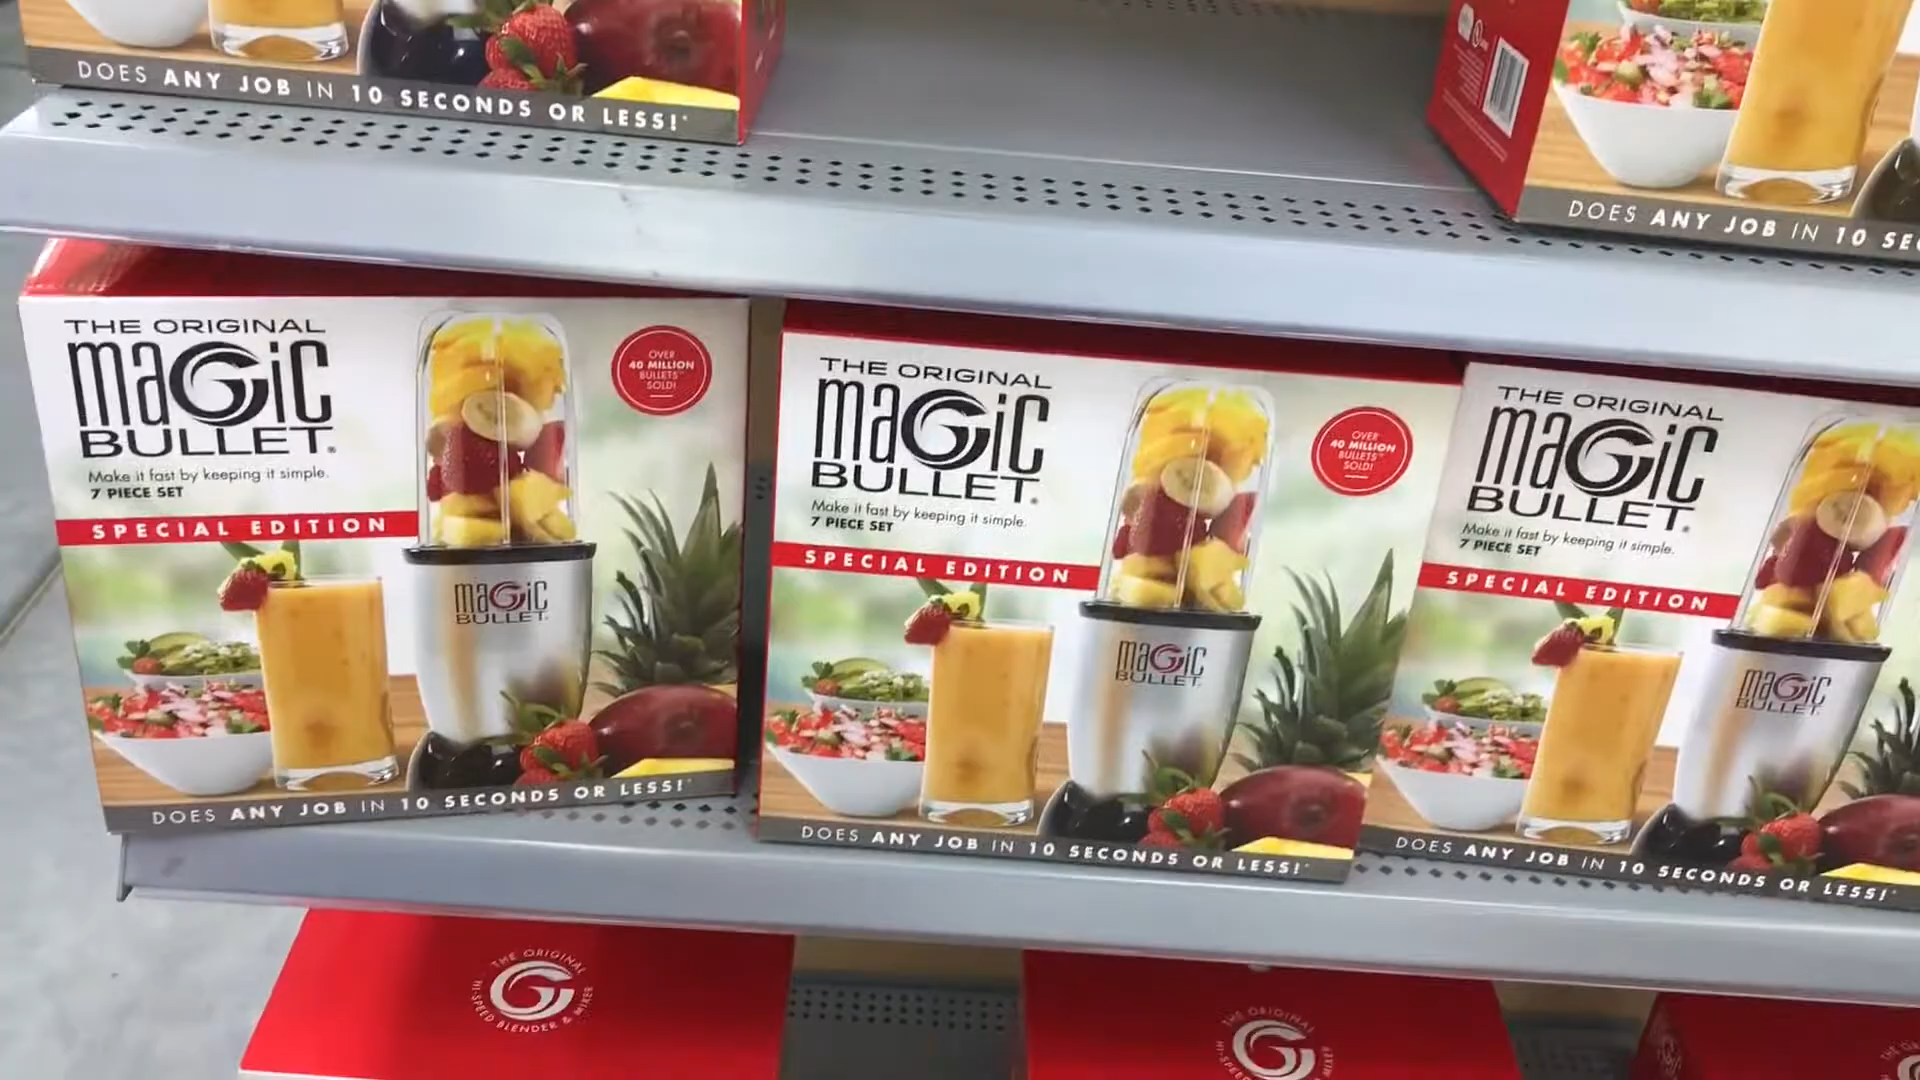 DOES ANY JOB IN 10 SECONDS OR LESS!*
DOES ANY JOB IN 10 SE
THE ORIGINAL
maGic
BULLET®
Make it fast by keeping it simple.
7 PIECE SET
SPECIAL EDITION
OVER
40 MILLION
BULLETS™
SOLD!
maGic
BULLET
DOES ANY JOB IN 10 SECONDS OR LESS!*
THE ORIGINAL
maGic
BULLET®
Make it fast by keeping it simple.
7 PIECE SET
SPECIAL EDITION
OVER
40 MILLION
BULLETS™
SOLD!
maGic
BULLET
DOES ANY JOB IN 10 SECONDS OR LESS!*
THE ORIGINAL
maGic
BULLET®
Make it fast by keeping it simple.
7 PIECE SET
SPECIAL EDITION
maGic
BULLET
DOES ANY JOB IN 10 SECONDS OR LESS!*
THE ORIGINAL
HI-SPEED BLENDER & MIXER
THE ORIGINAL
HI-SPEED
MIXER